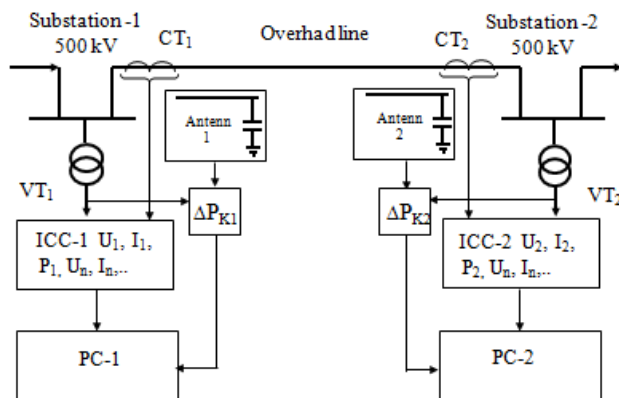 Substation-1
500 kV
CT1
Overhad line
CT2
Substation-2
500 kV
Antenn
1
Antenn
2
VT1
ΔPK1
ΔPK2
VT2
ICC-1 U1, I1,
P1, Un, In,..
ICC-2 U2, I2,
P2, Un, In,..
PC-1
PC-2